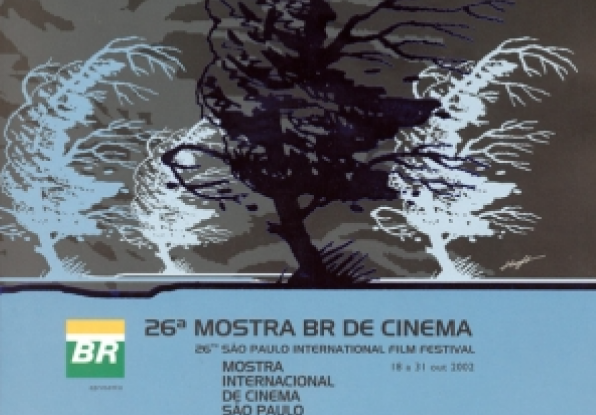 26ª MOSTRA BR DE CINEMA
26TH SÃO PAULO INTERNATIONAL FILM FESTIVAL
BR
MOSTRA
18 a 31 out 2002
INTERNACIONAL
DE CINEMA
SÃO PAULO
apresenta